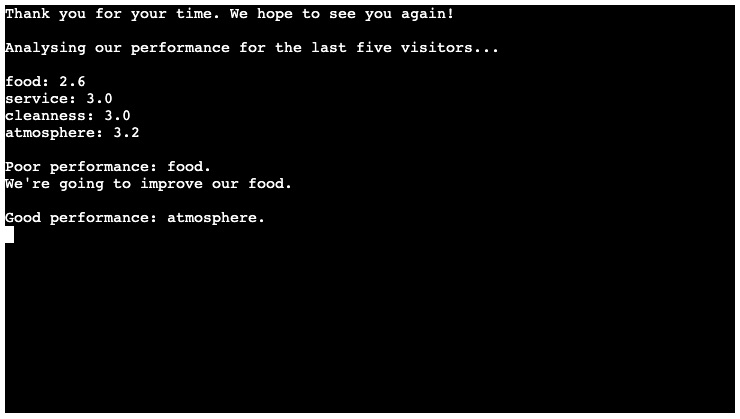 Thank you for your time. We hope to see you again!
Analysing our performance for the last five visitors...
food: 2.6
service: 3.0
cleanness: 3.0
atmosphere: 3.2
Poor performance: food.
We're going to improve our food.
Good performance: atmosphere.